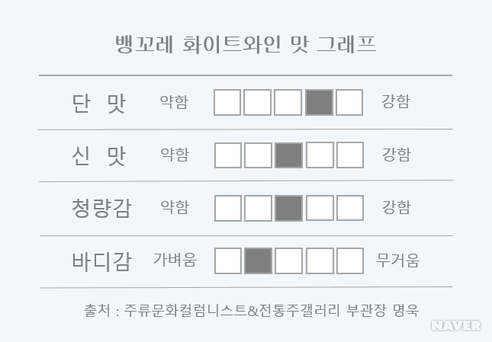 뱅꼬레 화이트와인 맛 그래프
단 맛 약함 강함
신 맛 약함 강함
청량감 약함 강함
바디감 가벼움 무거움
출처 : 주류문화컬럼니스트&전통주갤러리 부관장 명욱
NAVER